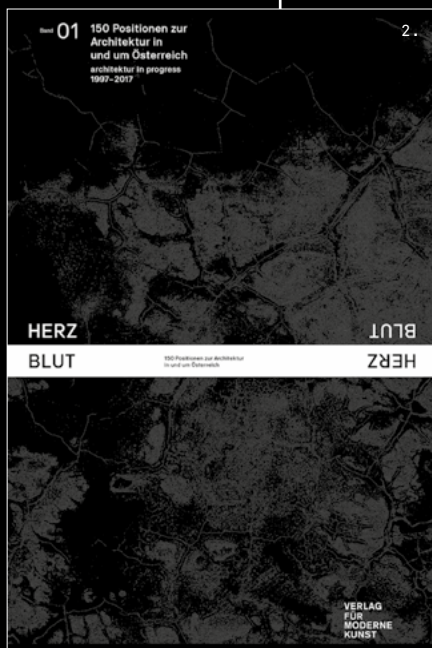 Band 01
150 Positionen zur
Architektur in
und um Österreich
architektur in progress
1997–2017
2.
HERZ
BLUT
BLUT
HERZ
150 Positionen zur Architektur
in und um Österreich
VERLAG
FÜR
MODERNE
KUNST